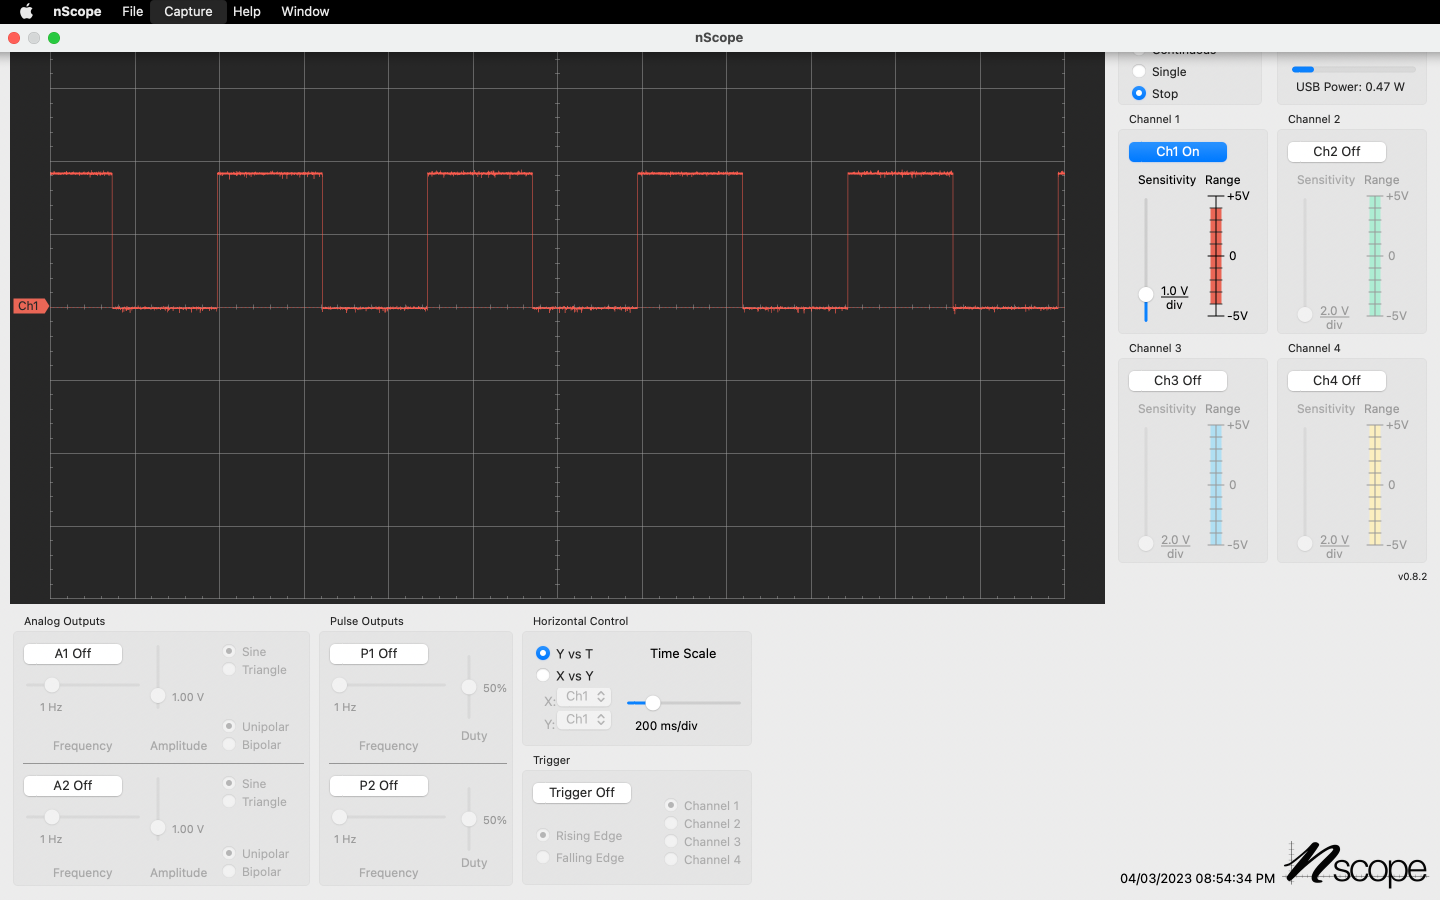 nScope File Capture Help Window
nScope
Continuous
Single
Stop
USB Power: 0.47 W
Channel 1
Ch1 On
Sensitivity Range
+5V
0
1.0 V
div
-5V
Channel 2
Ch2 Off
Sensitivity Range
+5V
0
2.0 V
div
-5V
Ch1
Channel 3
Ch3 Off
Sensitivity Range
+5V
0
2.0 V
div
-5V
Channel 4
Ch4 Off
Sensitivity Range
+5V
0
2.0 V
div
-5V
v0.8.2
Analog Outputs
A1 Off
Sine
Triangle
1.00 V
1 Hz
Unipolar
Bipolar
Frequency Amplitude
A2 Off
Sine
Triangle
1.00 V
1 Hz
Unipolar
Bipolar
Frequency Amplitude
Pulse Outputs
P1 Off
50%
1 Hz
Duty
Frequency
P2 Off
50%
1 Hz
Duty
Frequency
Horizontal Control
Y vs T
Time Scale
X vs Y
X: Ch1
Y: Ch1
200 ms/div
Trigger
Trigger Off
Channel 1
Channel 2
Rising Edge
Channel 3
Falling Edge
Channel 4
04/03/2023 08:54:34 PM
nscope